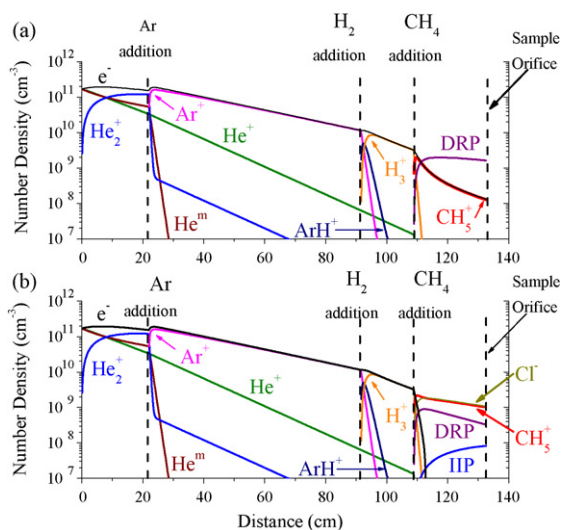 (a)
Ar
addition
H₂
addition
CH₄
addition
Sample
Orifice
Number Density (cm⁻³)
10¹²
10¹¹
10¹⁰
10⁹
10⁸
10⁷
e⁻
He₂⁺
Ar⁺
He⁺
Heᵐ
H₃⁺
ArH⁺
DRP
CH₅⁺
0 20 40 60 80 100 120 140
(b)
Ar
addition
H₂
addition
CH₄
addition
Sample
Orifice
Number Density (cm⁻³)
10¹²
10¹¹
10¹⁰
10⁹
10⁸
10⁷
e⁻
He₂⁺
Ar⁺
He⁺
Heᵐ
H₃⁺
ArH⁺
Cl⁻
DRP
CH₅⁺
IIP
0 20 40 60 80 100 120 140
Distance (cm)